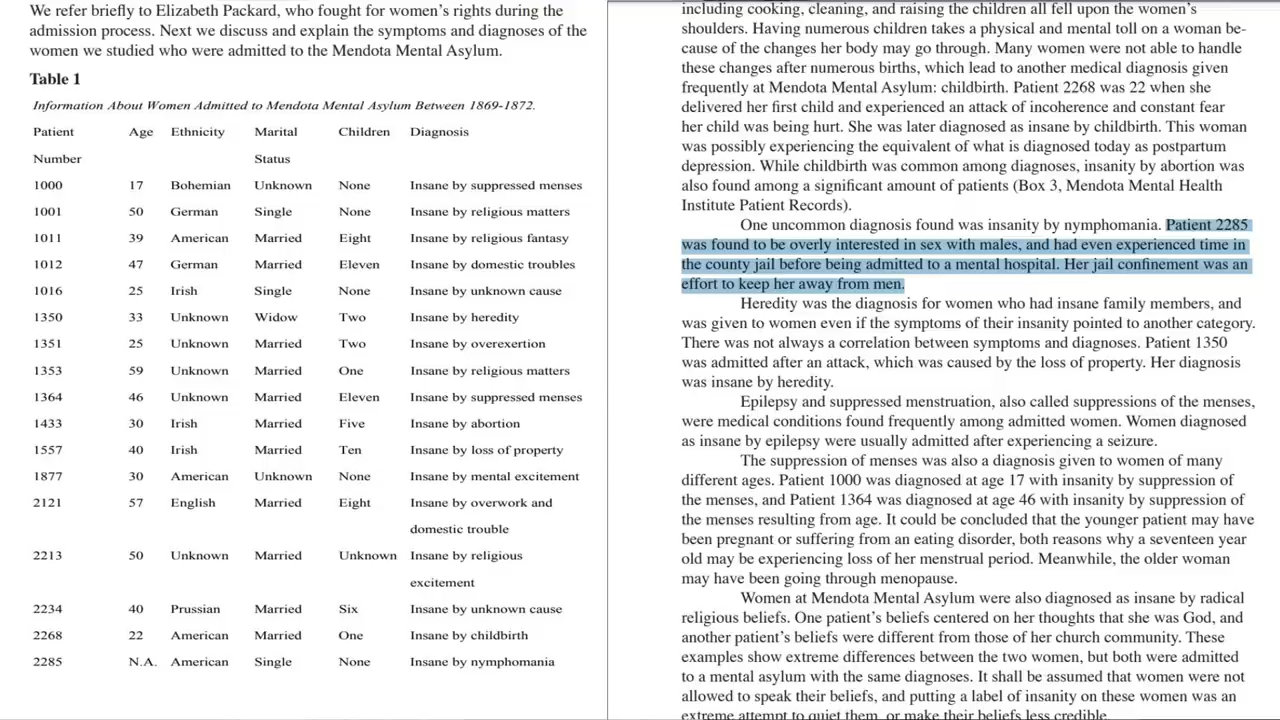 We refer briefly to Elizabeth Packard, who fought for women's rights during the
admission process. Next we discuss and explain the symptoms and diagnoses of the
women we studied who were admitted to the Mendota Mental Asylum.
Table 1
Information About Women Admitted to Mendota Mental Asylum Between 1869-1872.
Patient Age Ethnicity Marital Children Diagnosis
Number Status
1000 17 Bohemian Unknown None Insane by suppressed menses
1001 50 German Single None Insane by religious matters
1011 39 American Married Eight Insane by religious fantasy
1012 47 German Married Eleven Insane by domestic troubles
1016 25 Irish Single None Insane by unknown cause
1350 33 Unknown Widow Two Insane by heredity
1351 25 Unknown Married Two Insane by overexertion
1353 59 Unknown Married One Insane by religious matters
1364 46 Unknown Married Eleven Insane by suppressed menses
1433 30 Irish Married Five Insane by abortion
1557 40 Irish Married Ten Insane by loss of property
1877 30 American Unknown None Insane by mental excitement
2121 57 English Married Eight Insane by overwork and
domestic trouble
2213 50 Unknown Married Unknown Insane by religious
excitement
2234 40 Prussian Married Six Insane by unknown cause
2268 22 American Married One Insane by childbirth
2285 N.A. American Single None Insane by nymphomania
including cooking, cleaning, and raising the children all fell upon the women's
shoulders. Having numerous children takes a physical and mental toll on a woman be-
cause of the changes her body may go through. Many women were not able to handle
these changes after numerous births, which lead to another medical diagnosis given
frequently at Mendota Mental Asylum: childbirth. Patient 2268 was 22 when she
delivered her first child and experienced an attack of incoherence and constant fear
her child was being hurt. She was later diagnosed as insane by childbirth. This woman
was possibly experiencing the equivalent of what is diagnosed today as postpartum
depression. While childbirth was common among diagnoses, insanity by abortion was
also found among a significant amount of patients (Box 3, Mendota Mental Health
Institute Patient Records).
One uncommon diagnosis found was insanity by nymphomania. Patient 2285
was found to be overly interested in sex with males, and had even experienced time in
the county jail before being admitted to a mental hospital. Her jail confinement was an
effort to keep her away from men.
Heredity was the diagnosis for women who had insane family members, and
was given to women even if the symptoms of their insanity pointed to another category.
There was not always a correlation between symptoms and diagnoses. Patient 1350
was admitted after an attack, which was caused by the loss of property. Her diagnosis
was insane by heredity.
Epilepsy and suppressed menstruation, also called suppressions of the menses,
were medical conditions found frequently among admitted women. Women diagnosed
as insane by epilepsy were usually admitted after experiencing a seizure.
The suppression of menses was also a diagnosis given to women of many
different ages. Patient 1000 was diagnosed at age 17 with insanity by suppression of
the menses, and Patient 1364 was diagnosed at age 46 with insanity by suppression of
the menses resulting from age. It could be concluded that the younger patient may have
been pregnant or suffering from an eating disorder, both reasons why a seventeen year
old may be experiencing loss of her menstrual period. Meanwhile, the older woman
may have been going through menopause.
Women at Mendota Mental Asylum were also diagnosed as insane by radical
religious beliefs. One patient's beliefs centered on her thoughts that she was God, and
another patient's beliefs were different from those of her church community. These
examples show extreme differences between the two women, but both were admitted
to a mental asylum with the same diagnoses. It shall be assumed that women were not
allowed to speak their beliefs, and putting a label of insanity on these women was an
extreme attempt to quiet them, or make their beliefs less credible.